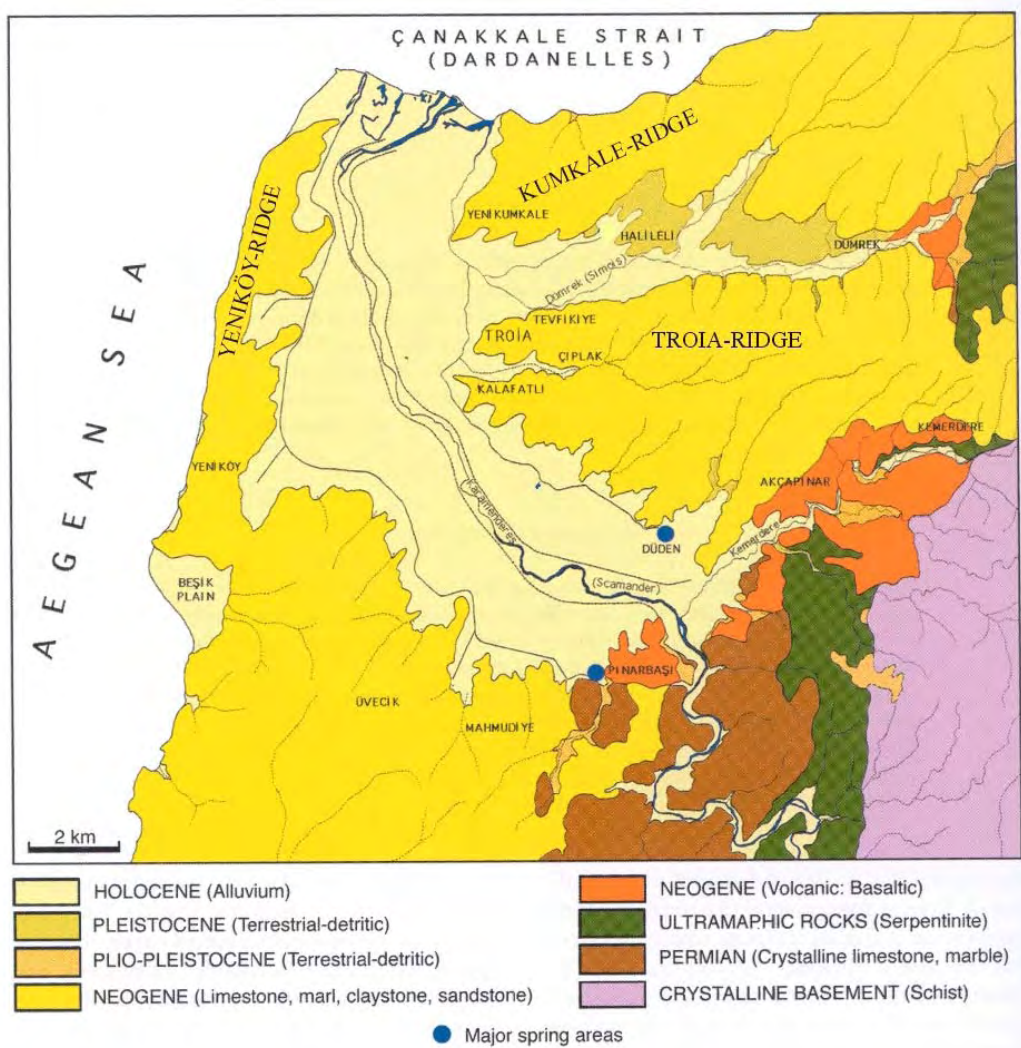 ÇANAKKALE STRAIT
(DARDANELLES)
KUMKALE-RIDGE
YENİKUMKALE
HALİLELİ
DÜMREK
YENİKÖY-RIDGE
Dümrek (Simois)
TEVFİKİYE
TROİA
TROIA-RIDGE
ÇIPLAK
KALAFATLI
AEGEAN SEA
KEMERDERE
YENİKÖY
AKÇAPINAR
Karamenderes
DÜDEN
Kemerdere
(Scamander)
BEŞİK
PLAIN
PINARBAŞI
ÜVECİK
MAHMUDİYE
2 km
HOLOCENE (Alluvium)
PLEISTOCENE (Terrestrial-detritic)
PLIO-PLEISTOCENE (Terrestrial-detritic)
NEOGENE (Limestone, marl, claystone, sandstone)
NEOGENE (Volcanic: Basaltic)
ULTRAMAPHIC ROCKS (Serpentinite)
PERMIAN (Crystalline limestone, marble)
CRYSTALLINE BASEMENT (Schist)
Major spring areas